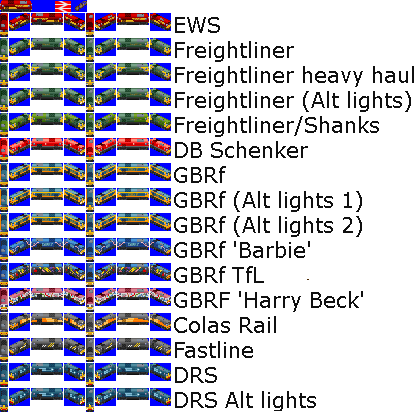 EWS
Freightliner
Freightliner heavy haul
Freightliner (Alt lights)
Freightliner/Shanks
DB Schenker
GBRf
GBRf (Alt lights 1)
GBRf (Alt lights 2)
GBRf 'Barbie'
GBRf TfL
GBRF 'Harry Beck'
Colas Rail
Fastline
DRS
DRS Alt lights